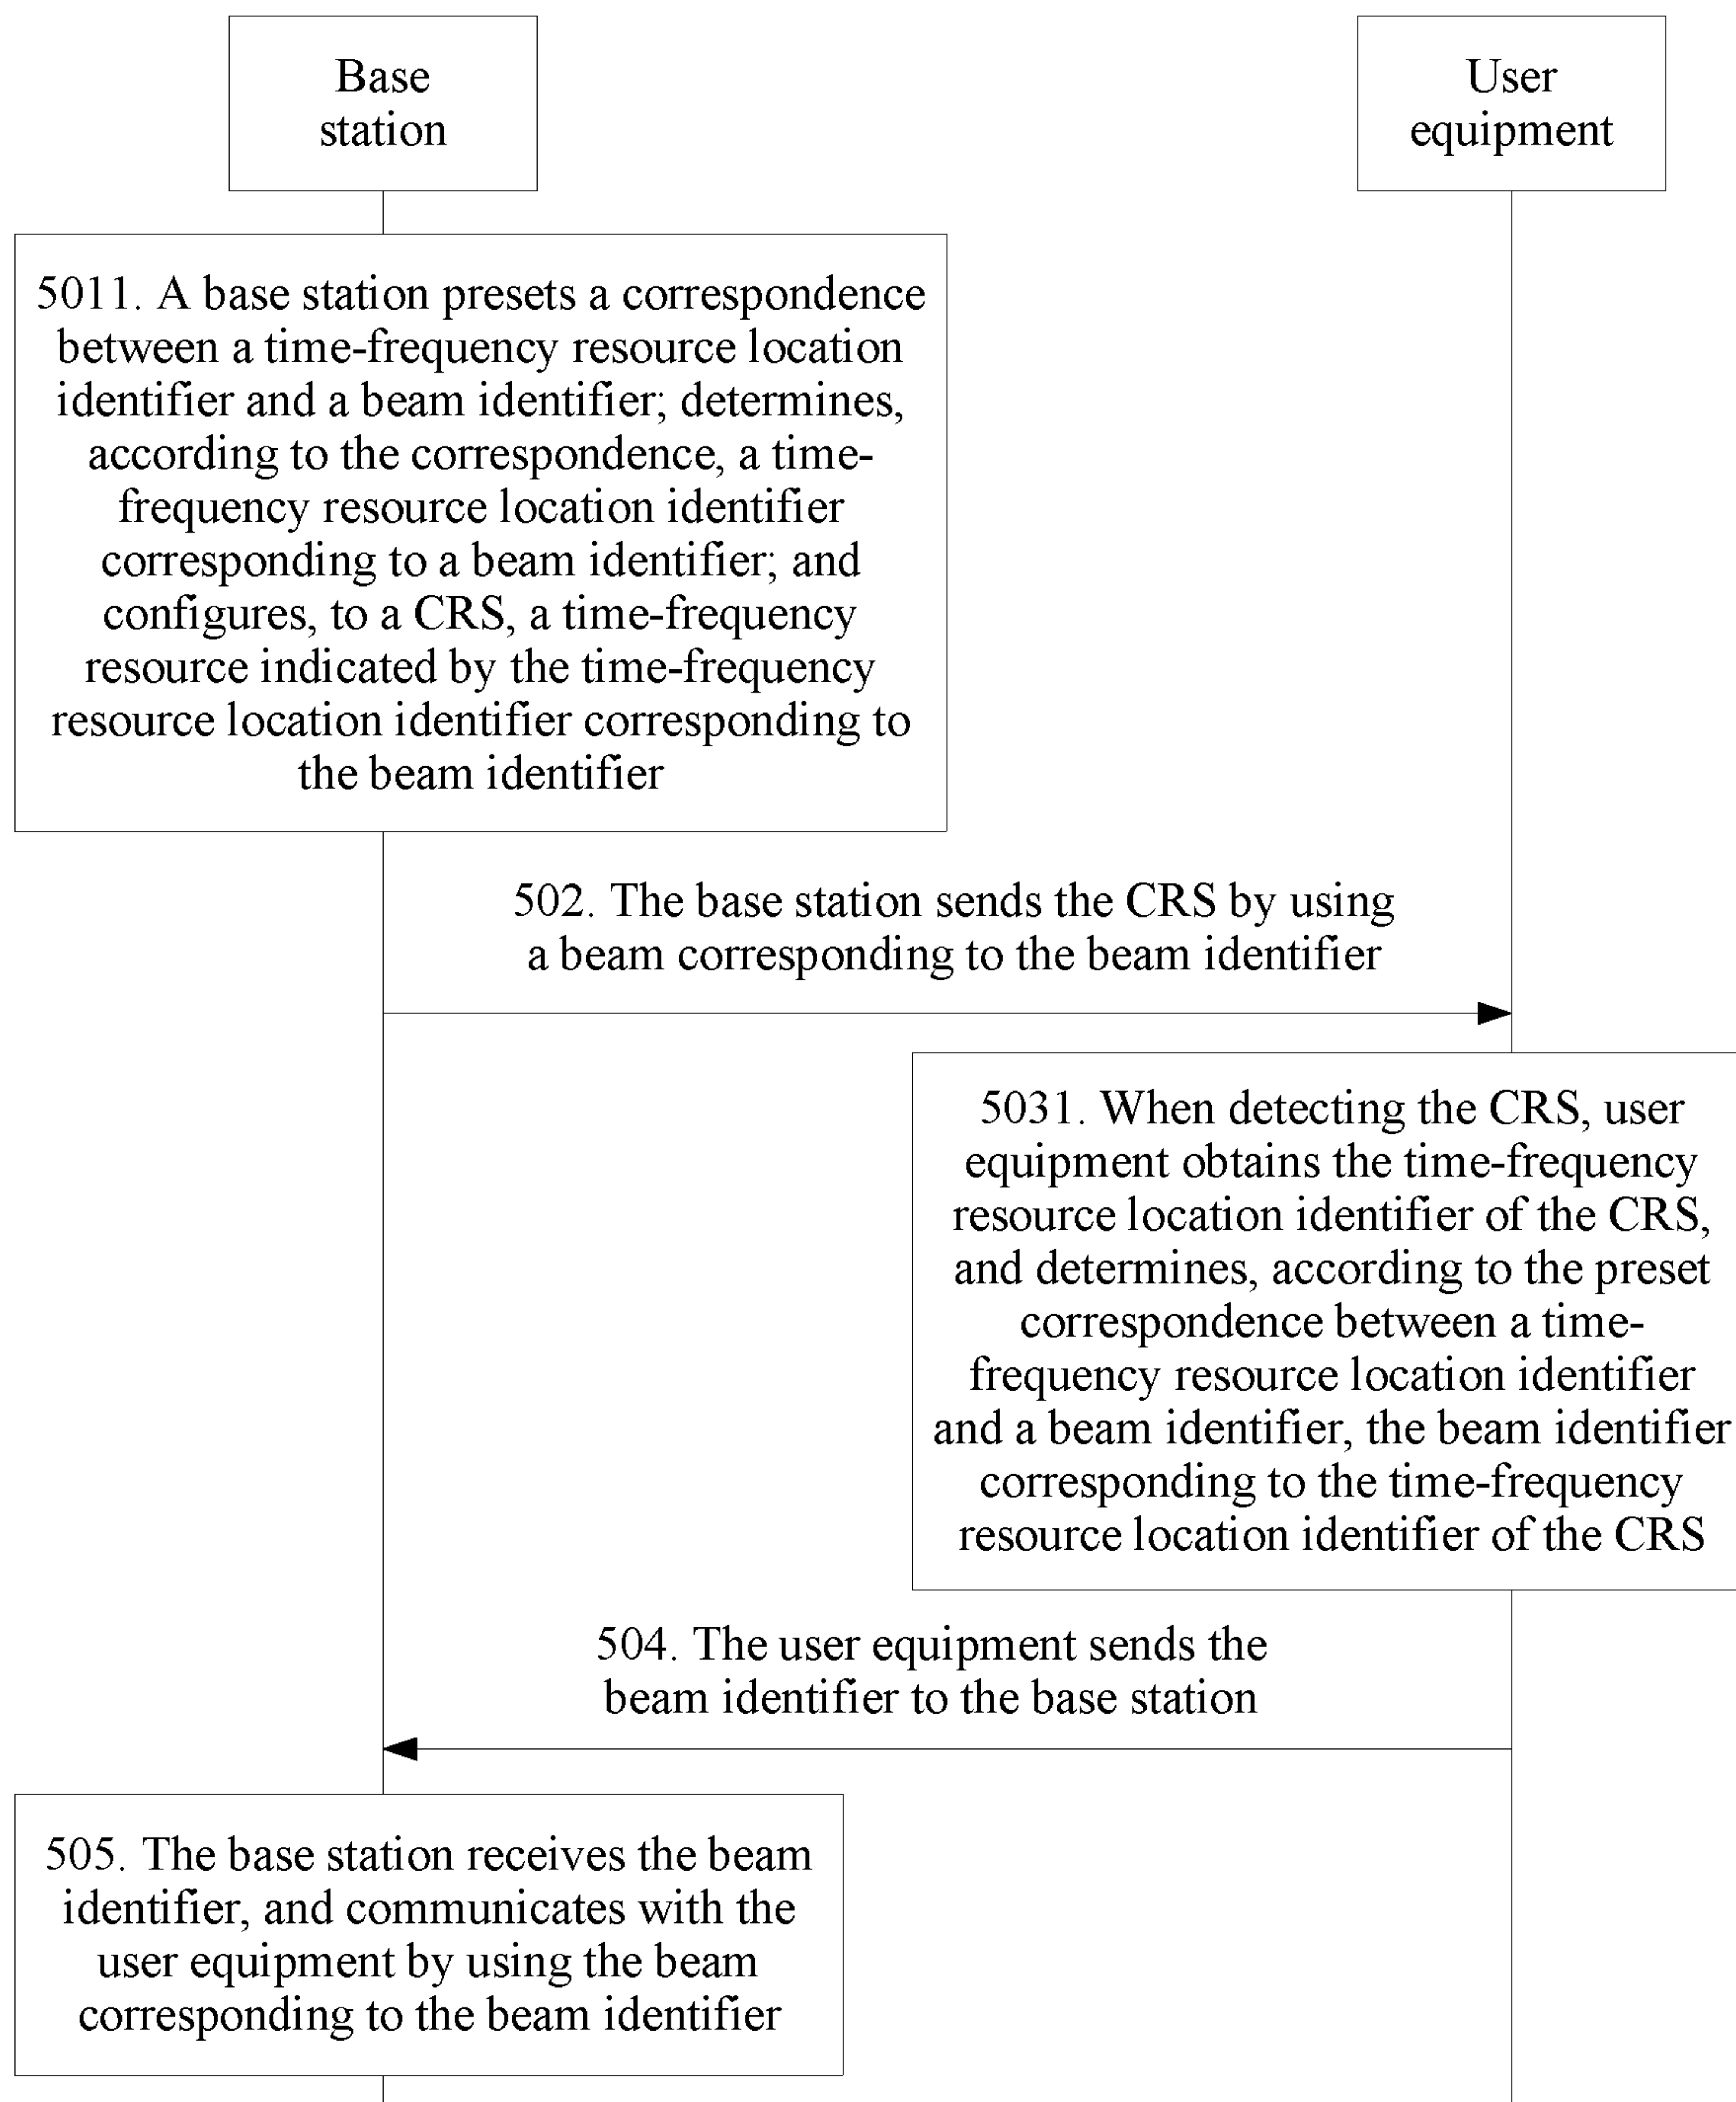 Base
station
User
equipment
5011. A base station presets a correspondence
between a time-frequency resource location
identifier and a beam identifier; determines,
according to the correspondence, a time-
frequency resource location identifier
corresponding to a beam identifier; and
configures, to a CRS, a time-frequency
resource indicated by the time-frequency
resource location identifier corresponding to
the beam identifier
502. The base station sends the CRS by using
a beam corresponding to the beam identifier
5031. When detecting the CRS, user
equipment obtains the time-frequency
resource location identifier of the CRS,
and determines, according to the preset
correspondence between a time-
frequency resource location identifier
and a beam identifier, the beam identifier
corresponding to the time-frequency
resource location identifier of the CRS
504. The user equipment sends the
beam identifier to the base station
505. The base station receives the beam
identifier, and communicates with the
user equipment by using the beam
corresponding to the beam identifier